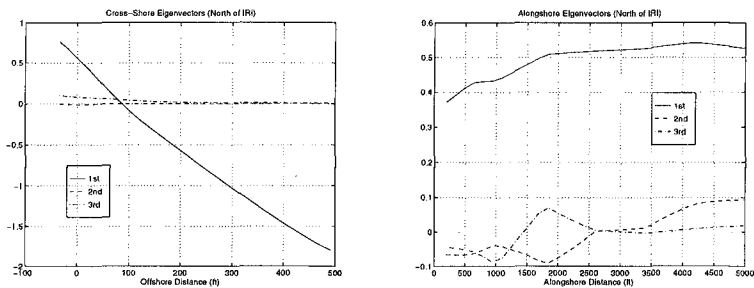 Cross-Shore Eigenvectors (North of IRI)
1
0.5
0
-0.5
-1
-1.5
-2
1st
2nd
3rd
-100 0 100 200 300 400 500
Offshore Distance (ft)
Alongshore Eigenvectors (North of IRI)
0.6
0.5
0.4
0.3
0.2
0.1
0
-0.1
1st
2nd
3rd
0 500 1000 1500 2000 2500 3000 3500 4000 4500 5000
Alongshore Distance (ft)